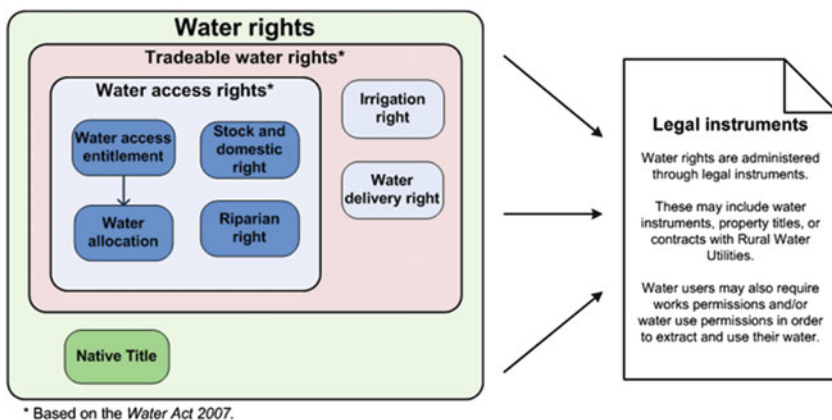 Water rights
Tradeable water rights*
Water access rights*
Water access
entitlement
Stock and
domestic
right
Water
allocation
Riparian
right
Irrigation
right
Water
delivery right
Native Title
* Based on the Water Act 2007.
Legal instruments
Water rights are administered
through legal instruments.
These may include water
instruments, property titles, or
contracts with Rural Water
Utilities.
Water users may also require
works permissions and/or
water use permissions in order
to extract and use their water.